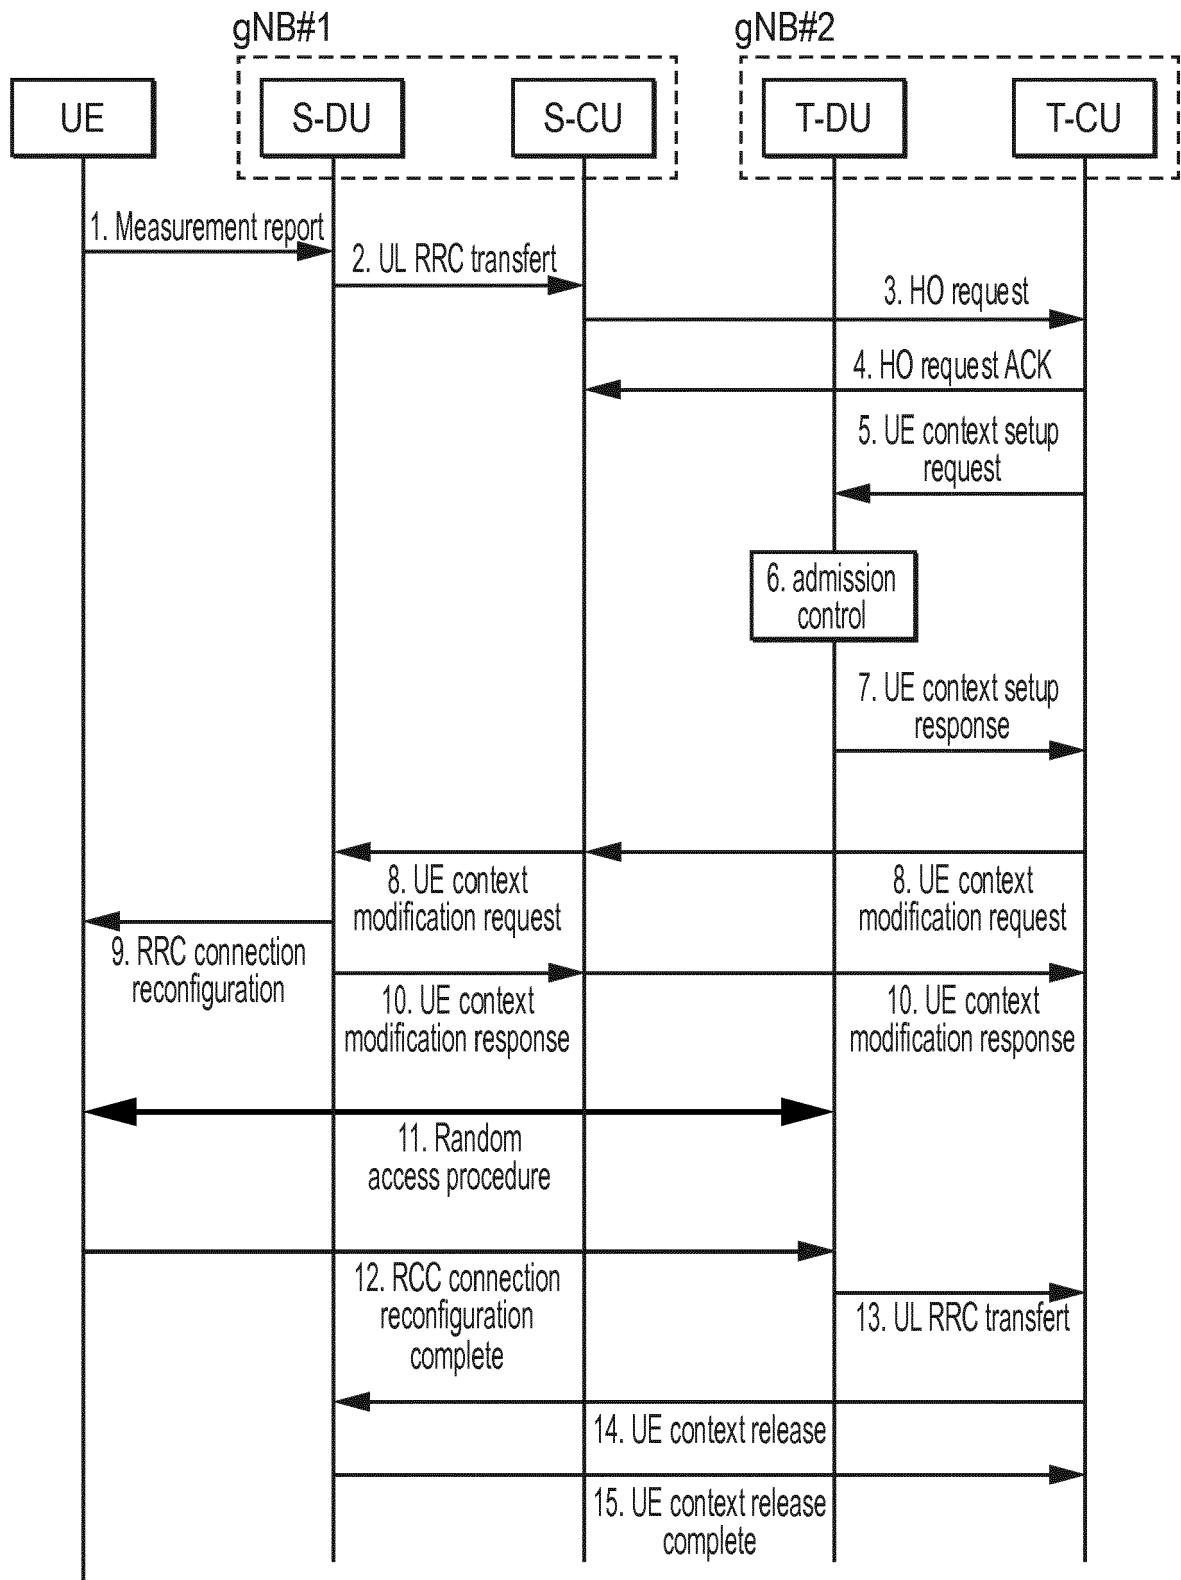 gNB#1
gNB#2
UE
S-DU
S-CU
T-DU
T-CU
1. Measurement report
2. UL RRC transfert
3. HO request
4. HO request ACK
5. UE context setup
request
6. admission
control
7. UE context setup
response
8. UE context
modification request
8. UE context
modification request
9. RRC connection
reconfiguration
10. UE context
modification response
10. UE context
modification response
11. Random
access procedure
12. RCC connection
reconfiguration
complete
13. UL RRC transfert
14. UE context release
15. UE context release
complete